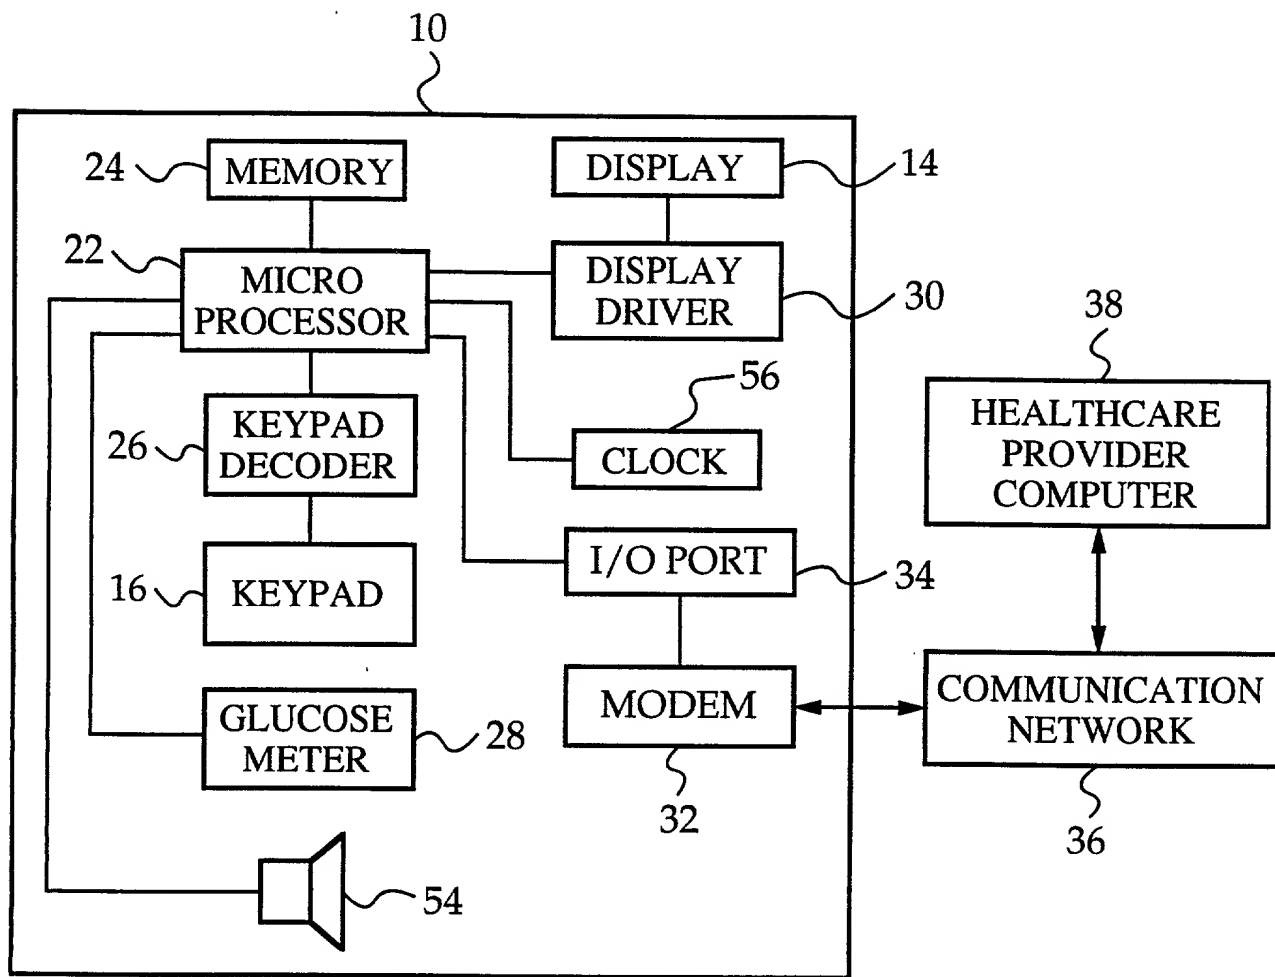 10
24
MEMORY
DISPLAY
14
22
MICRO
PROCESSOR
DISPLAY
DRIVER
30
38
56
HEALTHCARE
PROVIDER
COMPUTER
26
KEYPAD
DECODER
CLOCK
I/O PORT
34
16
KEYPAD
MODEM
COMMUNICATION
NETWORK
GLUCOSE
METER
28
32
36
54